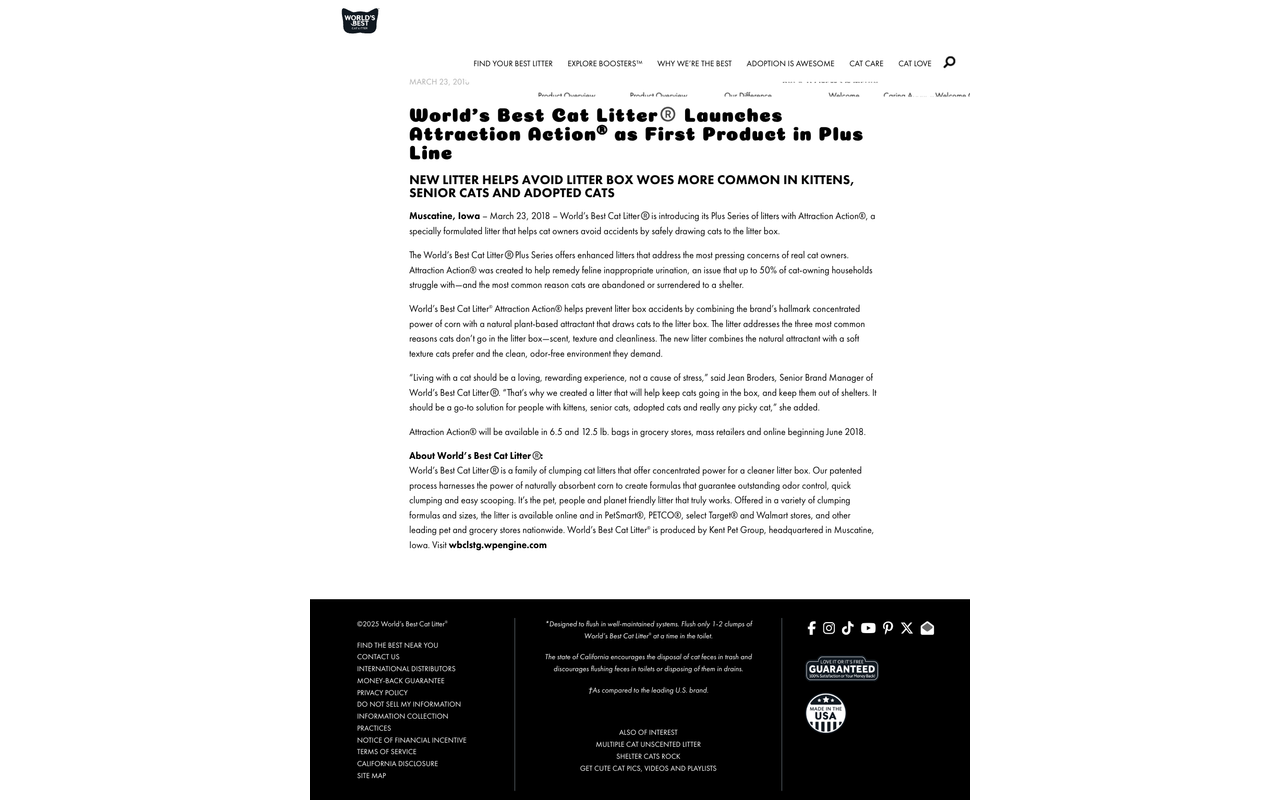 WORLD'S
BEST
CAT LITTER
FIND YOUR BEST LITTER EXPLORE BOOSTERS™ WHY WE'RE THE BEST ADOPTION IS AWESOME CAT CARE CAT LOVE
MARCH 23,
Product Overview Product Overview Our Difference Welcome Caring Welcome
World's Best Cat Litter® Launches
Attraction Action® as First Product in Plus
Line
NEW LITTER HELPS AVOID LITTER BOX WOES MORE COMMON IN KITTENS,
SENIOR CATS AND ADOPTED CATS
Muscatine, Iowa – March 23, 2018 – World's Best Cat Litter® is introducing its Plus Series of litters with Attraction Action®, a
specially formulated litter that helps cat owners avoid accidents by safely drawing cats to the litter box.
The World's Best Cat Litter® Plus Series offers enhanced litters that address the most pressing concerns of real cat owners.
Attraction Action® was created to help remedy feline inappropriate urination, an issue that up to 50% of cat-owning households
struggle with—and the most common reason cats are abandoned or surrendered to a shelter.
World's Best Cat Litter® Attraction Action® helps prevent litter box accidents by combining the brand's hallmark concentrated
power of corn with a natural plant-based attractant that draws cats to the litter box. The litter addresses the three most common
reasons cats don't go in the litter box—scent, texture and cleanliness. The new litter combines the natural attractant with a soft
texture cats prefer and the clean, odor-free environment they demand.
"Living with a cat should be a loving, rewarding experience, not a cause of stress," said Jean Broders, Senior Brand Manager of
World's Best Cat Litter®. "That's why we created a litter that will help keep cats going in the box, and keep them out of shelters. It
should be a go-to solution for people with kittens, senior cats, adopted cats and really any picky cat," she added.
Attraction Action® will be available in 6.5 and 12.5 lb. bags in grocery stores, mass retailers and online beginning June 2018.
About World's Best Cat Litter®:
World's Best Cat Litter® is a family of clumping cat litters that offer concentrated power for a cleaner litter box. Our patented
process harnesses the power of naturally absorbent corn to create formulas that guarantee outstanding odor control, quick
clumping and easy scooping. It's the pet, people and planet friendly litter that truly works. Offered in a variety of clumping
formulas and sizes, the litter is available online and in PetSmart®, PETCO®, select Target® and Walmart stores, and other
leading pet and grocery stores nationwide. World's Best Cat Litter® is produced by Kent Pet Group, headquartered in Muscatine,
Iowa. Visit wbclstg.wpengine.com
©2025 World's Best Cat Litter®
FIND THE BEST NEAR YOU
CONTACT US
INTERNATIONAL DISTRIBUTORS
MONEY-BACK GUARANTEE
PRIVACY POLICY
DO NOT SELL MY INFORMATION
INFORMATION COLLECTION
PRACTICES
NOTICE OF FINANCIAL INCENTIVE
TERMS OF SERVICE
CALIFORNIA DISCLOSURE
SITE MAP
*Designed to flush in well-maintained systems. Flush only 1-2 clumps of
World's Best Cat Litter® at a time in the toilet.
The state of California encourages the disposal of cat feces in trash and
discourages flushing feces in toilets or disposing of them in drains.
†As compared to the leading U.S. brand.
ALSO OF INTEREST
MULTIPLE CAT UNSCENTED LITTER
SHELTER CATS ROCK
GET CUTE CAT PICS, VIDEOS AND PLAYLISTS
LOVE IT OR IT'S FREE
GUARANTEED
100% Satisfaction or Your Money Back!
MADE IN THE
USA